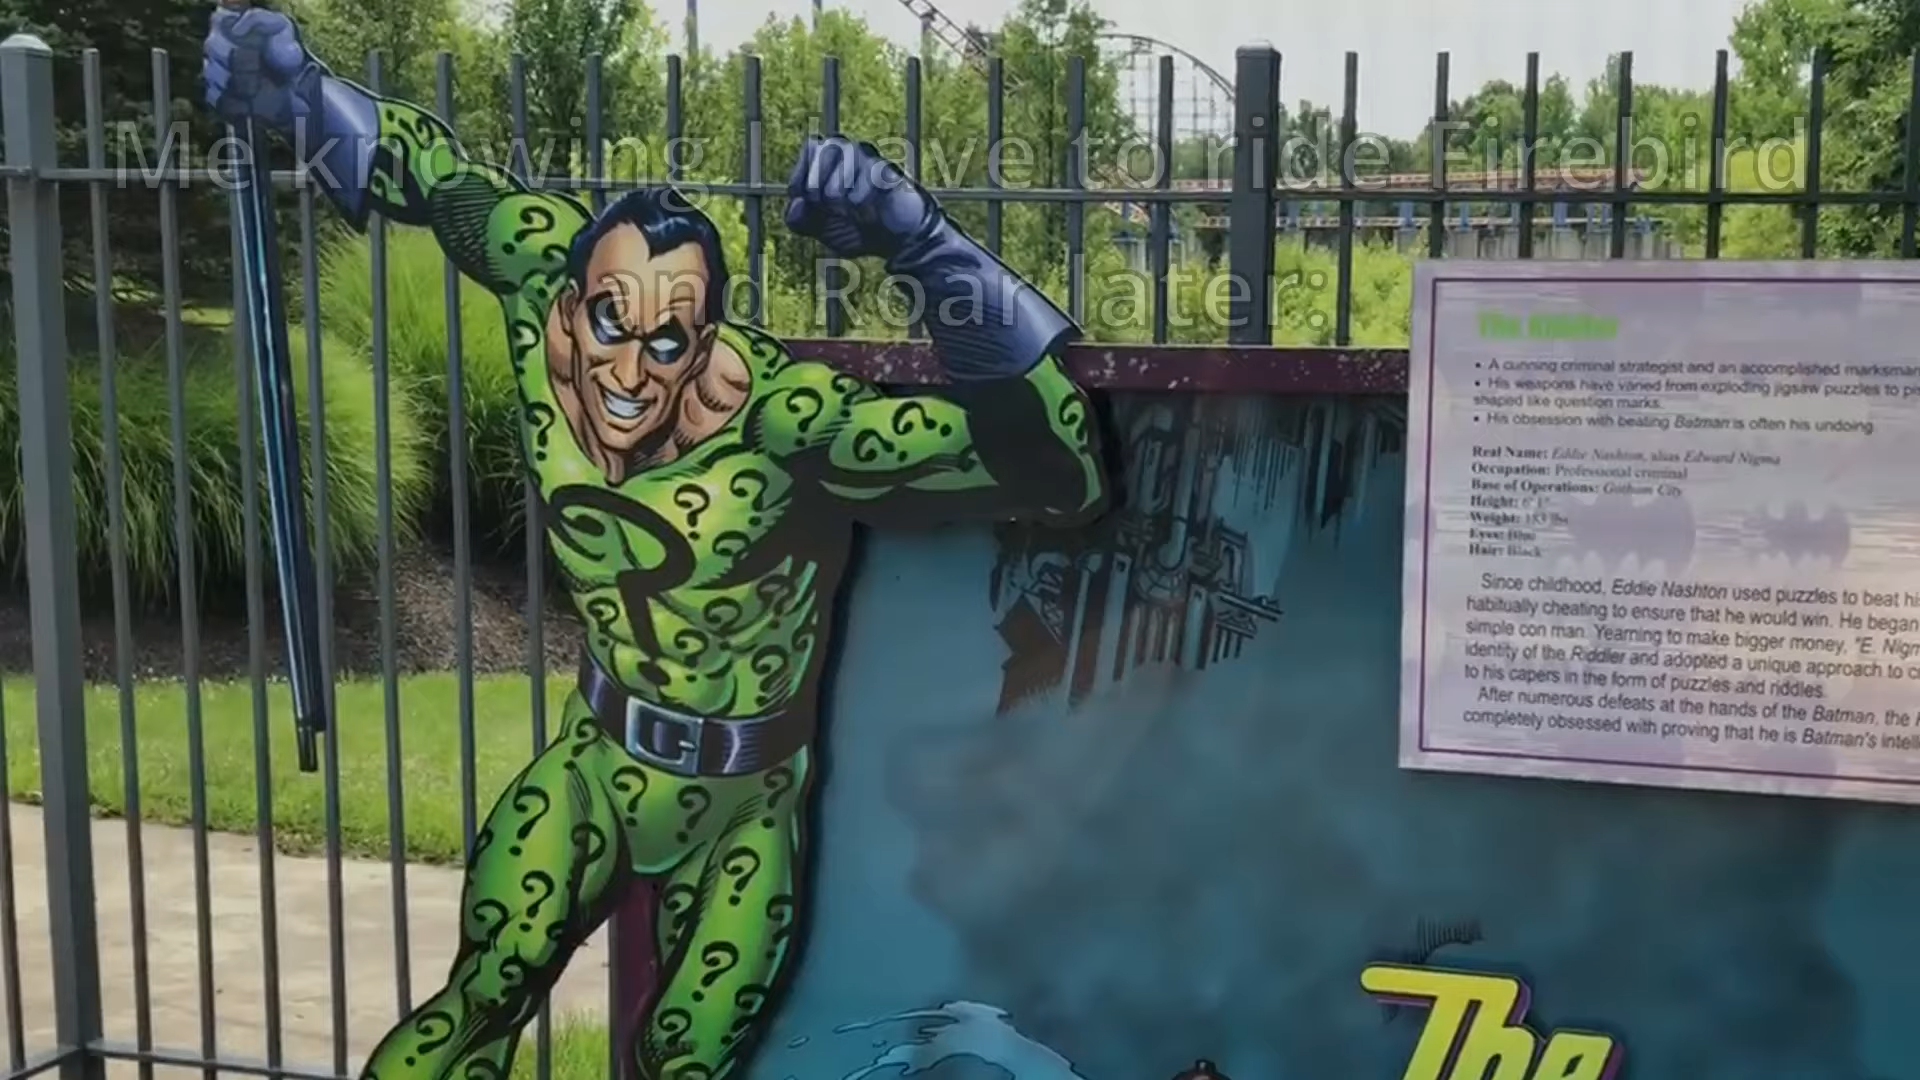 Me knowing I have to ride Firebird
and Roar later:
The Riddler
• A cunning criminal strategist and an accomplished marksman
• His weapons have varied from exploding jigsaw puzzles to
shaped like question marks.
• His obsession with beating Batman is often his undoing.
Real Name: Eddie Nashton, alias Edward Nigma
Occupation: Professional criminal
Base of Operations: Gotham City
Height: 6' 1"
Weight: 183 lbs
Eyes: Blue
Hair: Black
Since childhood, Eddie Nashton used puzzles to beat
habitually cheating to ensure that he would win. He began
simple con man. Yearning to make bigger money, "E.
identity of the Riddler and adopted a unique approach to
to his capers in the form of puzzles and riddles.
After numerous defeats at the hands of the Batman, the
completely obsessed with proving that he is Batman's
The